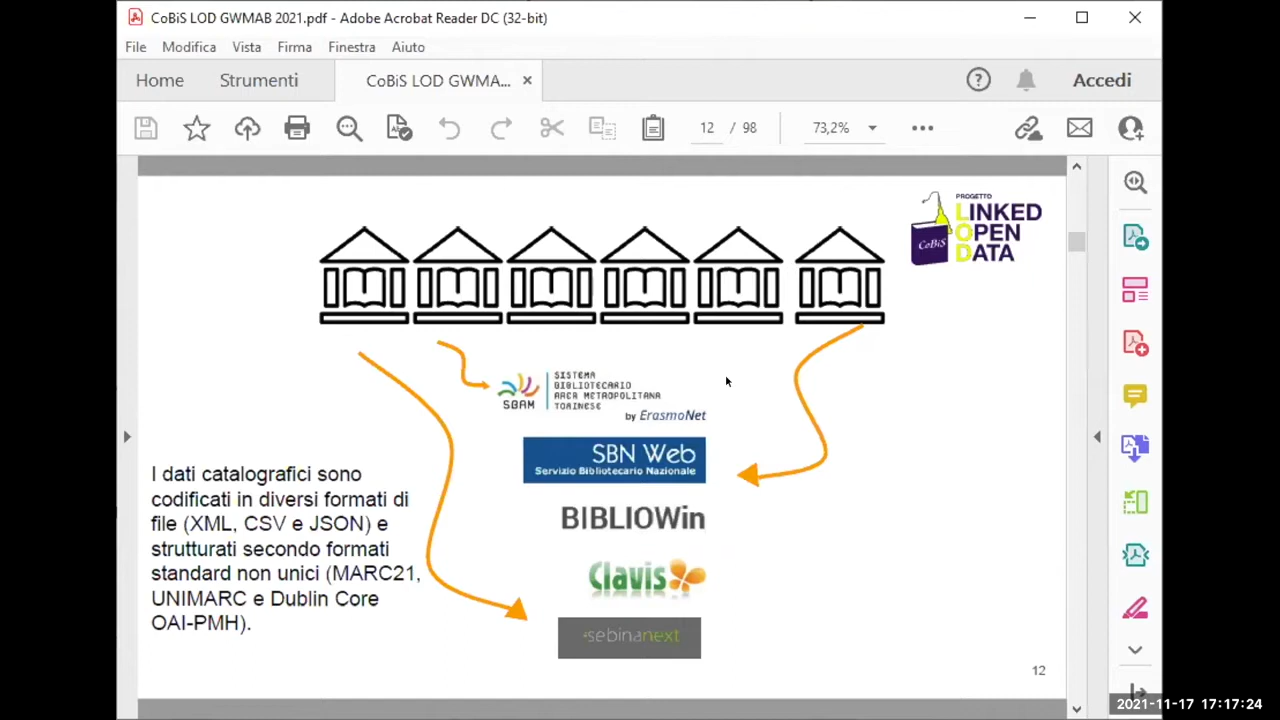 CoBiS LOD GWMAB 2021.pdf - Adobe Acrobat Reader DC (32-bit)
File Modifica Vista Firma Finestra Aiuto
Home Strumenti CoBiS LOD GWMA... × Accedi
12 / 98 73,2%
PROGETTO
LINKED
OPEN
DATA
CoBiS
SBAM
SISTEMA
BIBLIOTECARIO
AREA METROPOLITANA
TORINESE
by ErasmoNet
SBN Web
Servizio Bibliotecario Nazionale
BIBLIOWin
Clavis
sebinanext
I dati catalografici sono
codificati in diversi formati di
file (XML, CSV e JSON) e
strutturati secondo formati
standard non unici (MARC21,
UNIMARC e Dublin Core
OAI-PMH).
12
2021-11-17 17:17:24